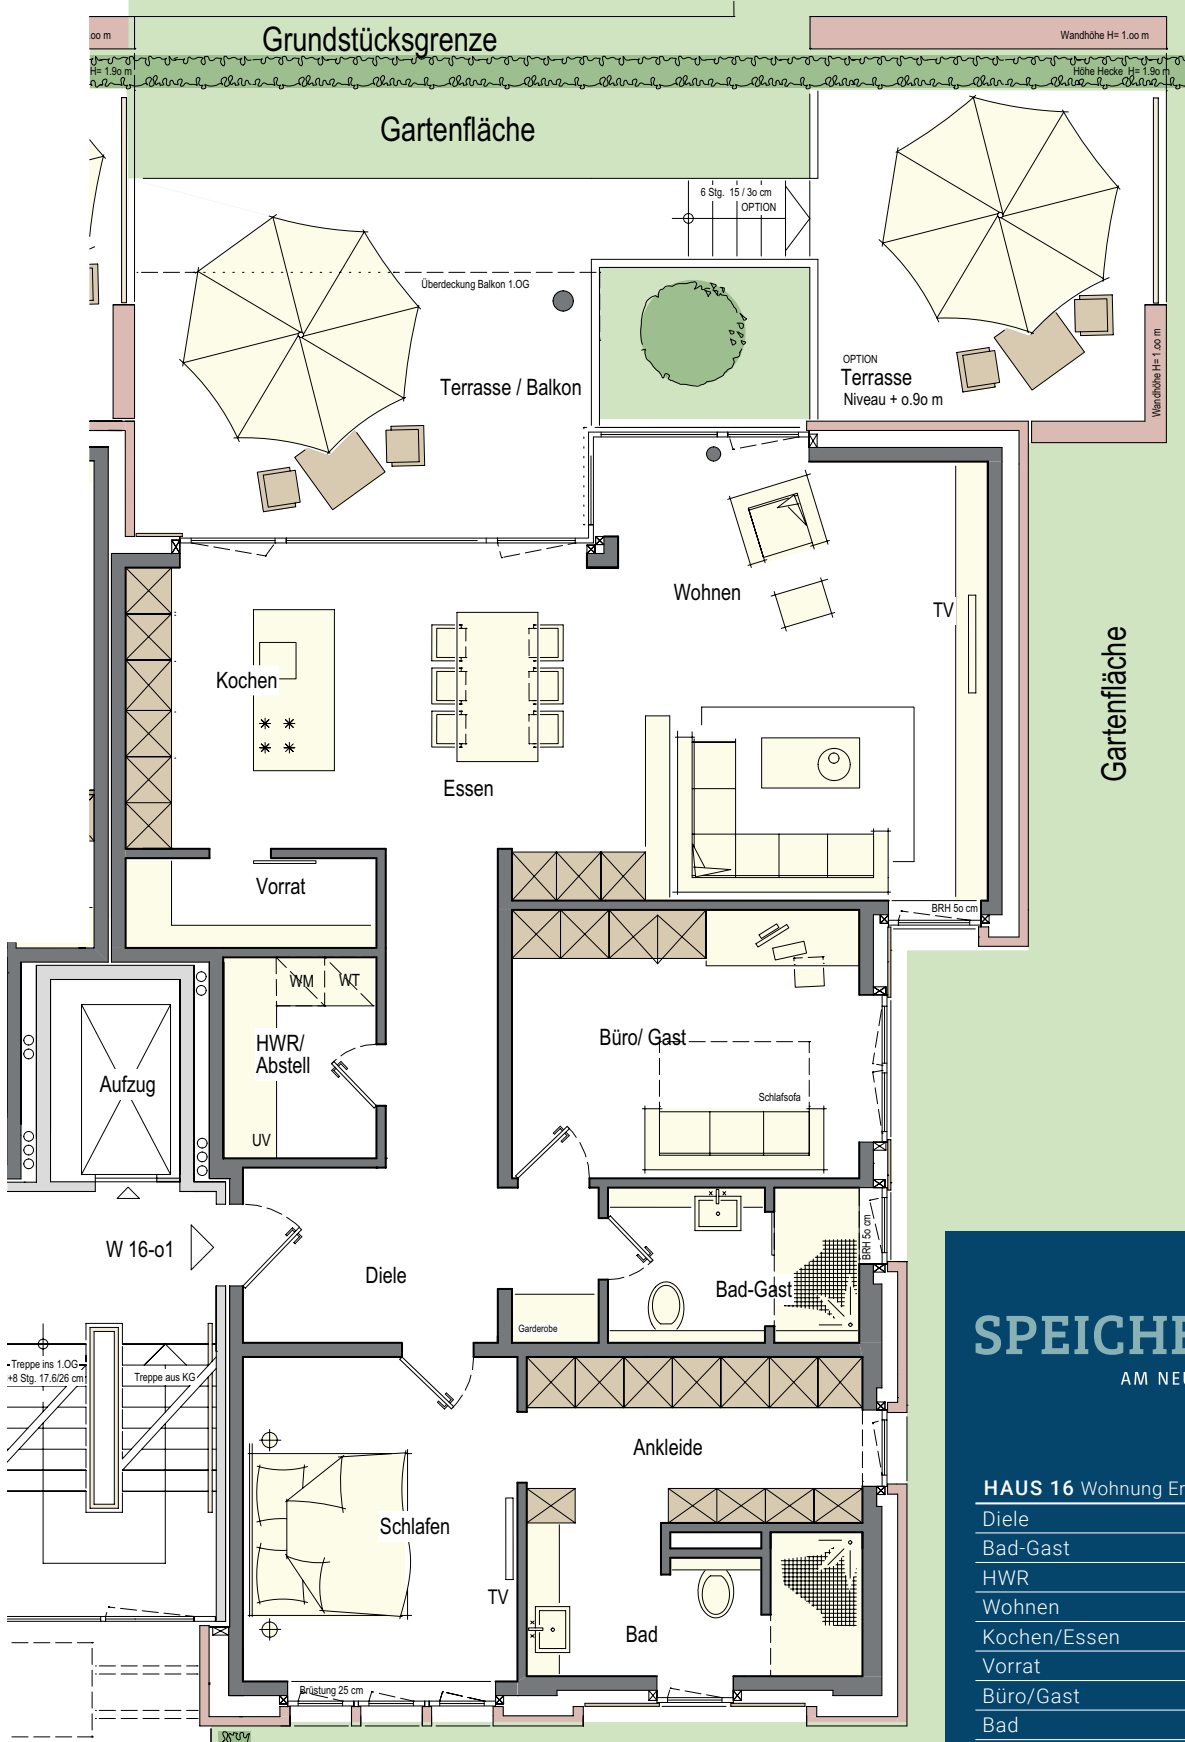 oo m
Grundstücksgrenze
Wandhöhe H= 1.oo m
H= 1.9o m
Höhe Hecke H= 1.9o m
Gartenfläche
6 Stg. 15 / 3o cm
OPTION
Überdeckung Balkon 1.OG
Terrasse / Balkon
OPTION
Terrasse
Niveau + o.9o m
Wandhöhe H= 1.oo m
Wohnen
TV
Kochen
Essen
Gartenfläche
Vorrat
BRH 5o cm
WM
WT
HWR/
Abstell
UV
Büro/ Gast
Schlafsofa
Aufzug
W 16-o1
Diele
Bad-Gast
BRH 5o cm
Garderobe
Treppe ins 1.OG
+8 Stg. 17.6/26 cm
Treppe aus KG
Ankleide
Schlafen
TV
Bad
Brüstung 25 cm
SPEICHE
AM NEU
HAUS 16 Wohnung Er
Diele
Bad-Gast
HWR
Wohnen
Kochen/Essen
Vorrat
Büro/Gast
Bad